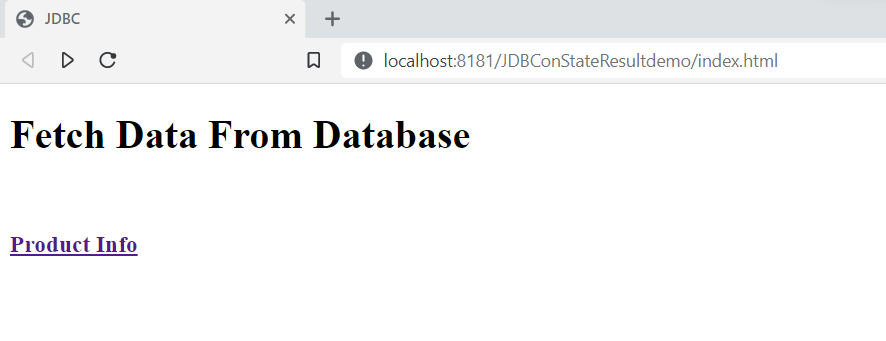 JDBC
localhost:8181/JDBConStateResultdemo/index.html
Fetch Data From Database
Product Info